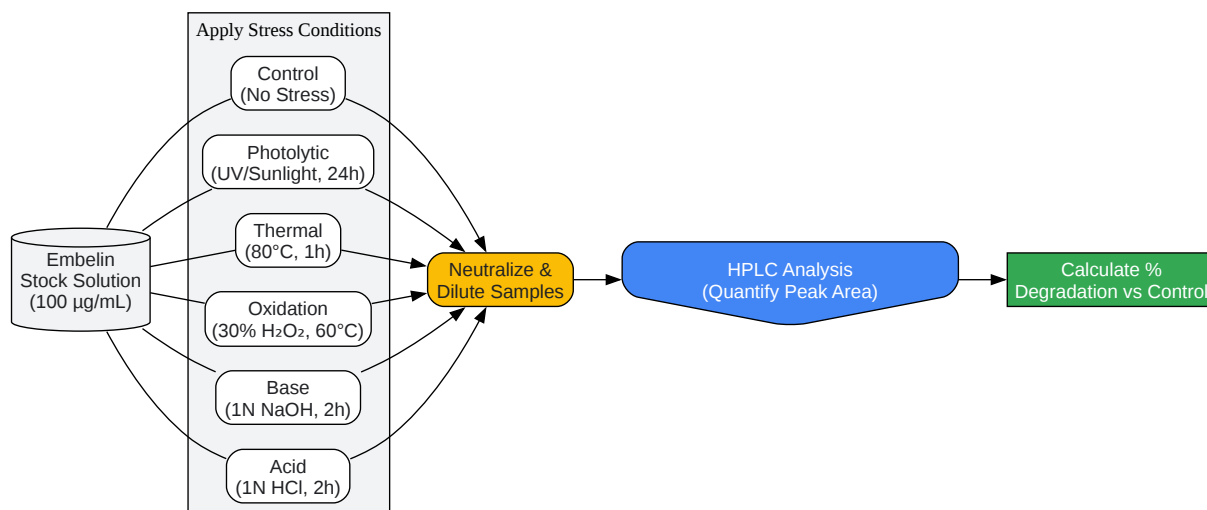 Apply Stress Conditions
Control
(No Stress)
Photolytic
(UV/Sunlight, 24h)
Thermal
(80°C, 1h)
Oxidation
(30% H₂O₂, 60°C)
Base
(1N NaOH, 2h)
Acid
(1N HCl, 2h)
Embelin
Stock Solution
(100 µg/mL)
Neutralize &
Dilute Samples
HPLC Analysis
(Quantify Peak Area)
Calculate %
Degradation vs Control